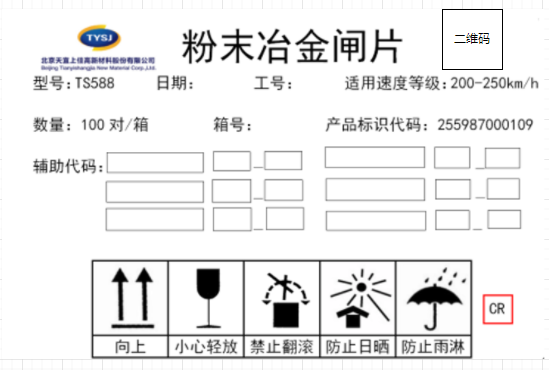 TYSJ
北京天宜上佳高新材料股份有限公司
Beijing Tianyishangjia New Material Corp.,Ltd
粉末冶金闸片
二维码
型号:TS588 日期: 工号: 适用速度等级:200-250km/h
数量: 100 对/箱 箱号: 产品标识代码: 255987000109
辅助代码:
向上 小心轻放 禁止翻滚 防止日晒 防止雨淋
CR